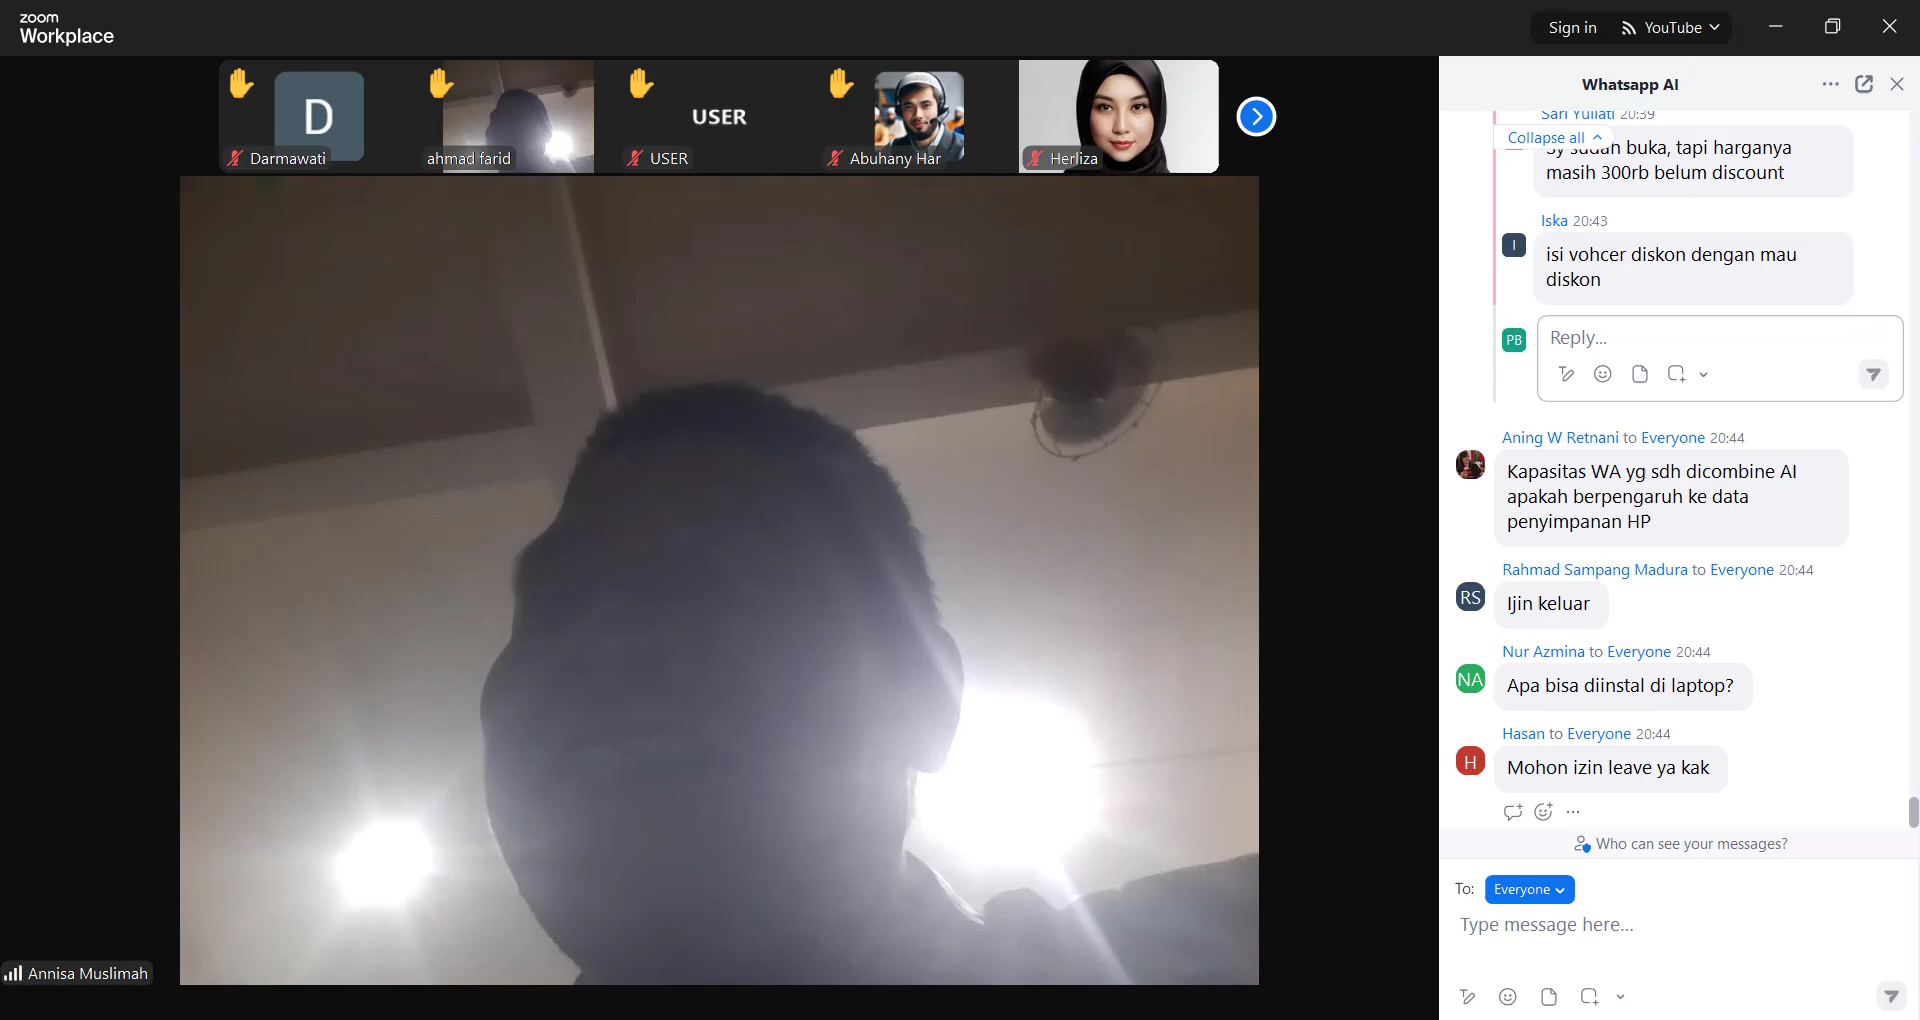 zoom
Workplace
Sign in
YouTube
D
Darmawati
ahmad farid
USER
USER
Abuhany Har
Herliza
Annisa Muslimah
Whatsapp AI
Sari Yuliati 20:39
Collapse all
sy sudah buka, tapi harganya
masih 300rb belum discount
Iska 20:43
I
isi vohcer diskon dengan mau
diskon
PB
Reply...
Aning W Retnani to Everyone 20:44
Kapasitas WA yg sdh dicombine AI
apakah berpengaruh ke data
penyimpanan HP
Rahmad Sampang Madura to Everyone 20:44
RS
Ijin keluar
Nur Azmina to Everyone 20:44
NA
Apa bisa diinstal di laptop?
Hasan to Everyone 20:44
H
Mohon izin leave ya kak
Who can see your messages?
To: Everyone
Type message here...